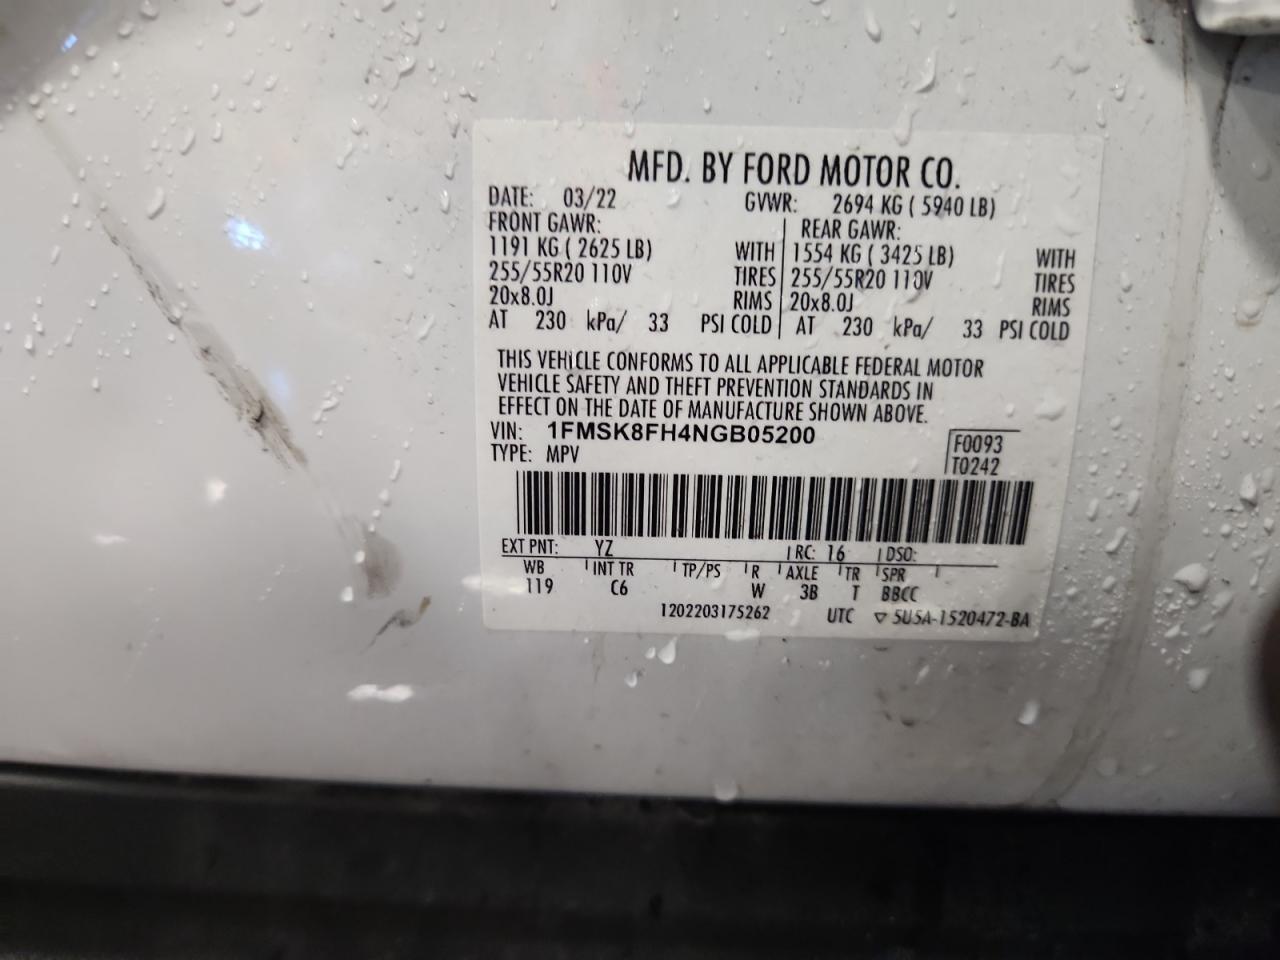 MFD. BY FORD MOTOR CO.
DATE: 03/22 GVWR: 2694 KG ( 5940 LB)
FRONT GAWR: REAR GAWR:
1191 KG ( 2625 LB) WITH 1554 KG ( 3425 LB) WITH
255/55R20 110V TIRES 255/55R20 110V TIRES
20x8.0J RIMS 20x8.0J RIMS
AT 230 kPa/ 33 PSI COLD AT 230 kPa/ 33 PSI COLD
THIS VEHICLE CONFORMS TO ALL APPLICABLE FEDERAL MOTOR
VEHICLE SAFETY AND THEFT PREVENTION STANDARDS IN
EFFECT ON THE DATE OF MANUFACTURE SHOWN ABOVE.
VIN: 1FMSK8FH4NGB05200 F0093
TYPE: MPV T0242
EXT PNT: YZ RC: 16 DSO:
WB INT TR TP/PS R AXLE TR SPR
119 C6 W 3B T BBCC
1202203175262 UTC ▽ 5U5A-1520472-BA